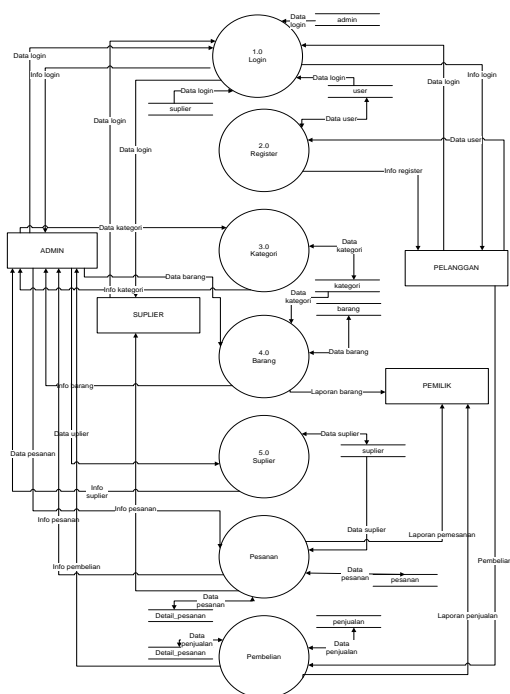 Data
login
admin
1.0
Login
Data login
Info login
Data login
Data login
suplier
Data login
Data login
user
Data login
Info login
Data user
2.0
Register
Data user
Info register
Data kategori
ADMIN
3.0
Kategori
Data
kategori
PELANGGAN
Data barang
Info kategori
kategori
Data
kategori
barang
SUPLIER
4.0
Barang
Data barang
Info barang
Laporan barang
PEMILIK
Data uplier
Data pesanan
5.0
Suplier
Data suplier
suplier
Info
suplier
Info pesanan
Info pesanan
Data suplier
Laporan pemesanan
Pesanan
Pembelian
Info pembelian
Data
pesanan
pesanan
Data
pesanan
Detail_pesanan
Laporan penjualan
penjualan
Data
penjualan
Detail_pesanan
Pembelian
Data
penjualan